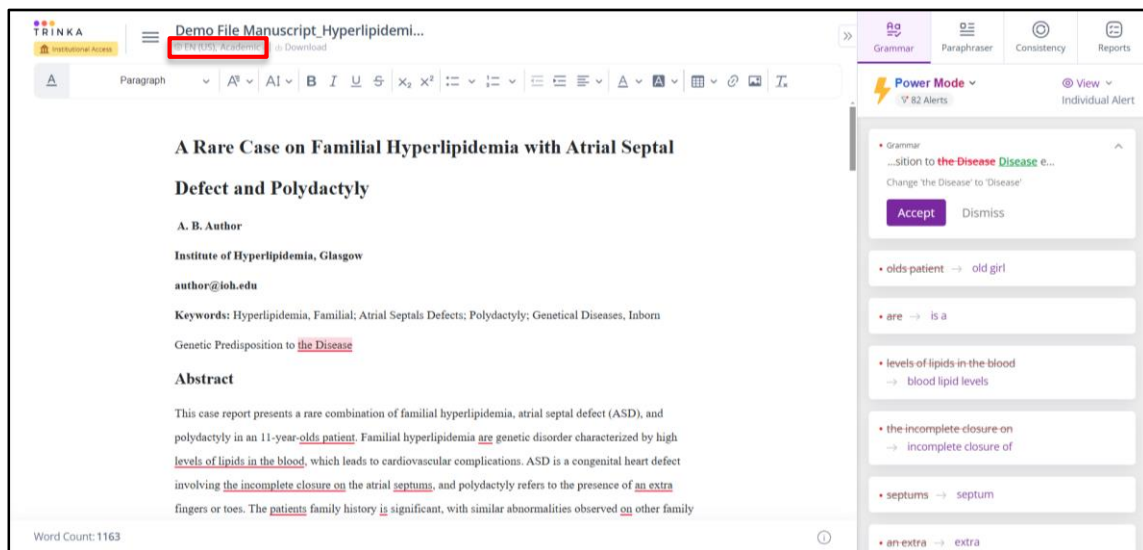 TRINKA
Institutional Access
Demo File Manuscript_Hyperlipidemi...
EN (US), Academic
Download
Paragraph
A Rare Case on Familial Hyperlipidemia with Atrial Septal
Defect and Polydactyly
A. B. Author
Institute of Hyperlipidemia, Glasgow
author@ioh.edu
Keywords: Hyperlipidemia, Familial; Atrial Septals Defects; Polydactyly; Genetical Diseases, Inborn
Genetic Predisposition to the Disease
Abstract
This case report presents a rare combination of familial hyperlipidemia, atrial septal defect (ASD), and
polydactyly in an 11-year-olds patient. Familial hyperlipidemia are genetic disorder characterized by high
levels of lipids in the blood, which leads to cardiovascular complications. ASD is a congenital heart defect
involving the incomplete closure on the atrial septums, and polydactyly refers to the presence of an extra
fingers or toes. The patients family history is significant, with similar abnormalities observed on other family
Word Count: 1163
Grammar
Paraphraser
Consistency
Reports
Power Mode
82 Alerts
View
Individual Alert
Grammar
...sition to the Disease Disease e...
Change 'the Disease' to 'Disease'
Accept Dismiss
olds patient → old girl
are → is a
levels of lipids in the blood
→ blood lipid levels
the incomplete closure on
→ incomplete closure of
septums → septum
an extra → extra